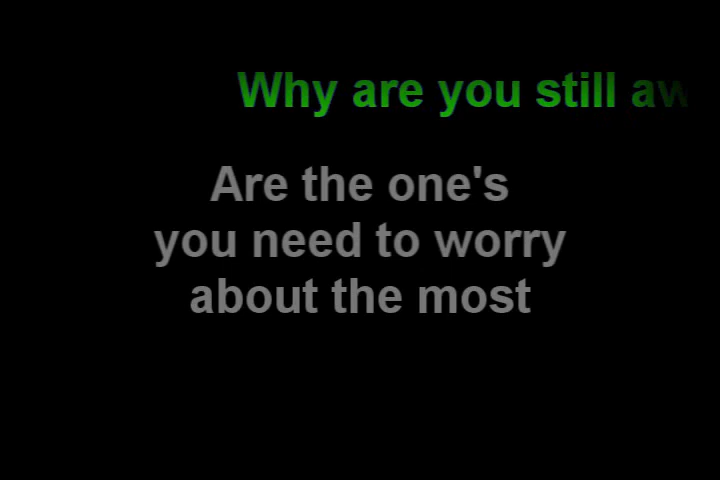 Why are you still aw
Are the one's
you need to worry
about the most